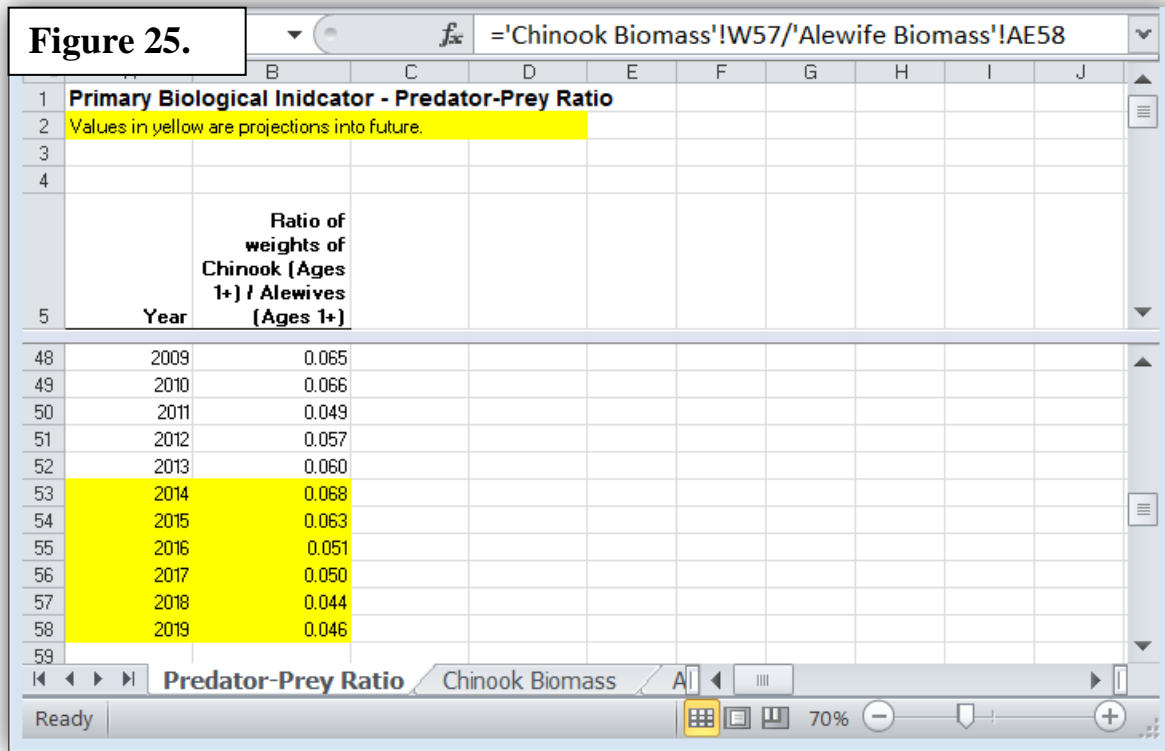 Figure 25.
fx ='Chinook Biomass'!W57/'Alewife Biomass'!AE58
B C D E F G H I J
1 Primary Biological Inidcator - Predator-Prey Ratio
2 Values in yellow are projections into future.
3
4
Ratio of
weights of
Chinook (Ages
1+) / Alewives
5 Year (Ages 1+)
48 2009 0.065
49 2010 0.066
50 2011 0.049
51 2012 0.057
52 2013 0.060
53 2014 0.068
54 2015 0.063
55 2016 0.051
56 2017 0.050
57 2018 0.044
58 2019 0.046
59
Predator-Prey Ratio Chinook Biomass
Ready 70%